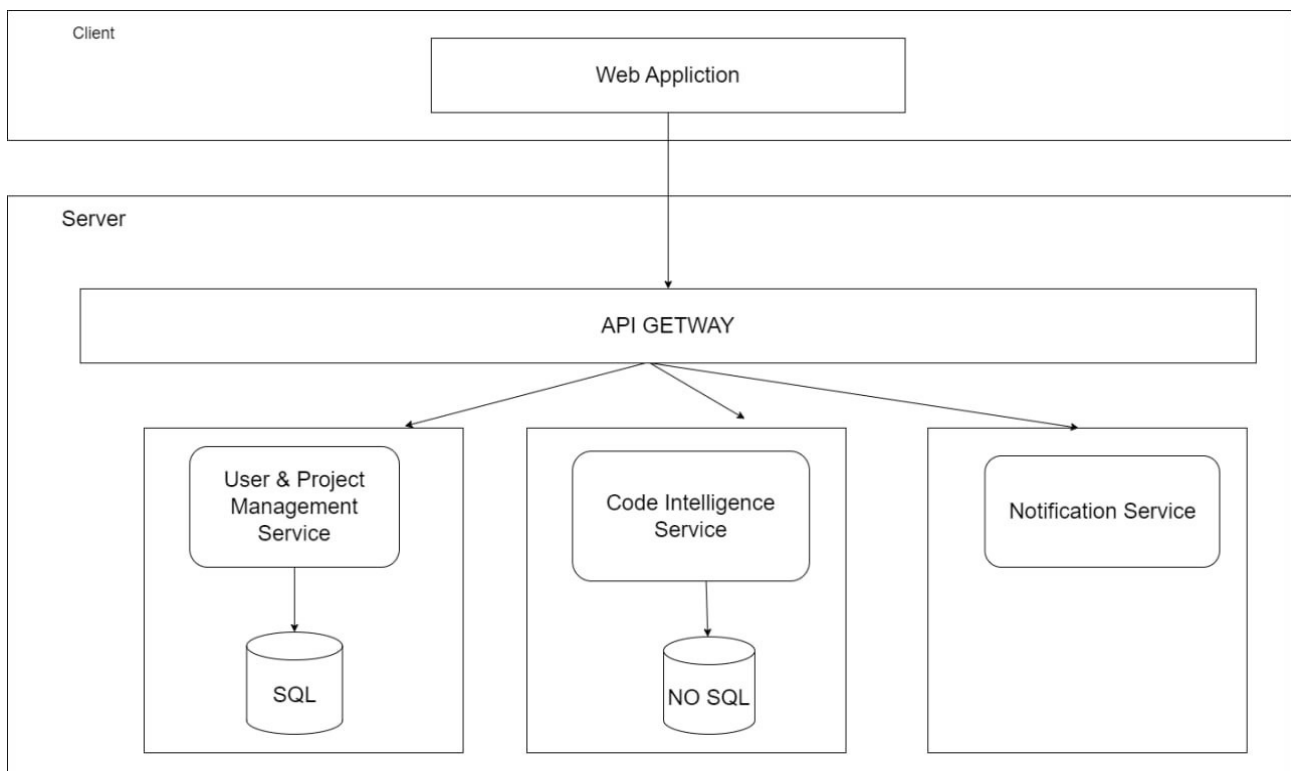 Client
Web Appliction
Server
API GETWAY
User & Project
Management
Service
Code Intelligence
Service
Notification Service
SQL
NO SQL